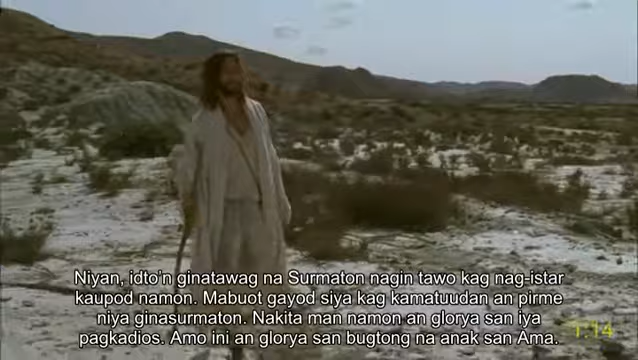 Niyan, idto'n ginatawag na Surmaton nagin tawo kag nag-istar
kaupod namon. Mabuot gayod siya kag kamatuudan an pirme
niya ginasurmaton. Nakita man namon an glorya san iya
pagkadios. Amo ini an glorya san bugtong na anak san Ama.
1:14